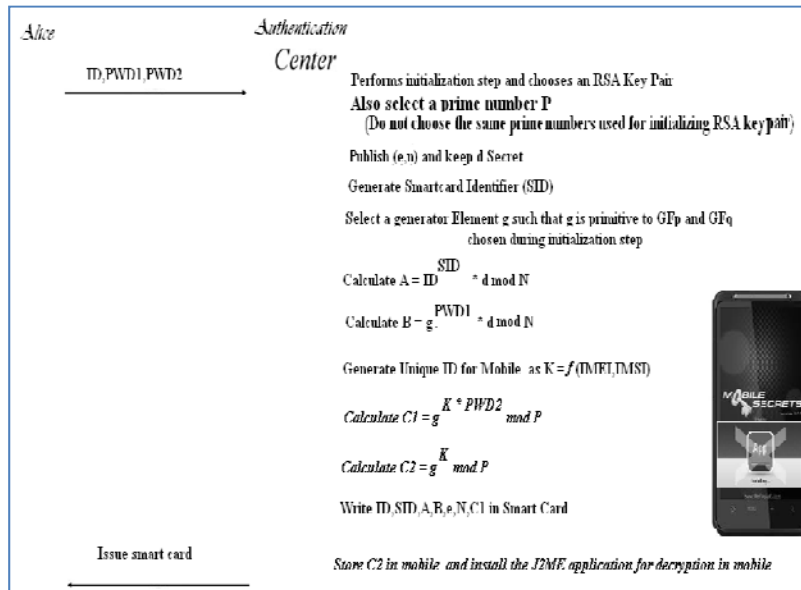 Alice
Authentication
Center
ID,PWD1,PWD2
Performs initialization step and chooses an RSA Key Pair
Also select a prime number P
(Do not choose the same prime numbers used for initializing RSA key pair)
Publish (e,n) and keep d Secret
Generate Smartcard Identifier (SID)
Select a generator Element g such that g is primitive to GFp and GFq
chosen during initialization step
Calculate A = ID^SID * d mod N
Calculate B = g^PWD1 * d mod N
Generate Unique ID for Mobile as K = f(IMEI,IMSI)
Calculate C1 = g^K * PWD2 mod P
Calculate C2 = g^K mod P
Write ID,SID,A,B,e,N,C1 in Smart Card
Issue smart card
Store C2 in mobile and install the J2ME application for decryption in mobile
MOBILE
SECRETS
App